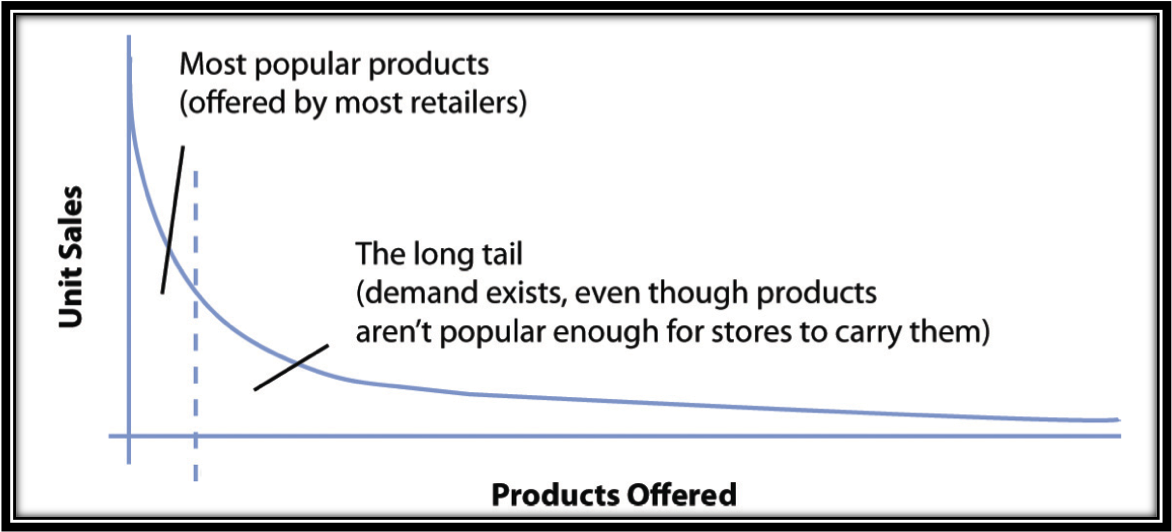 Most popular products
(offered by most retailers)
Unit Sales
The long tail
(demand exists, even though products
aren’t popular enough for stores to carry them)
Products Offered